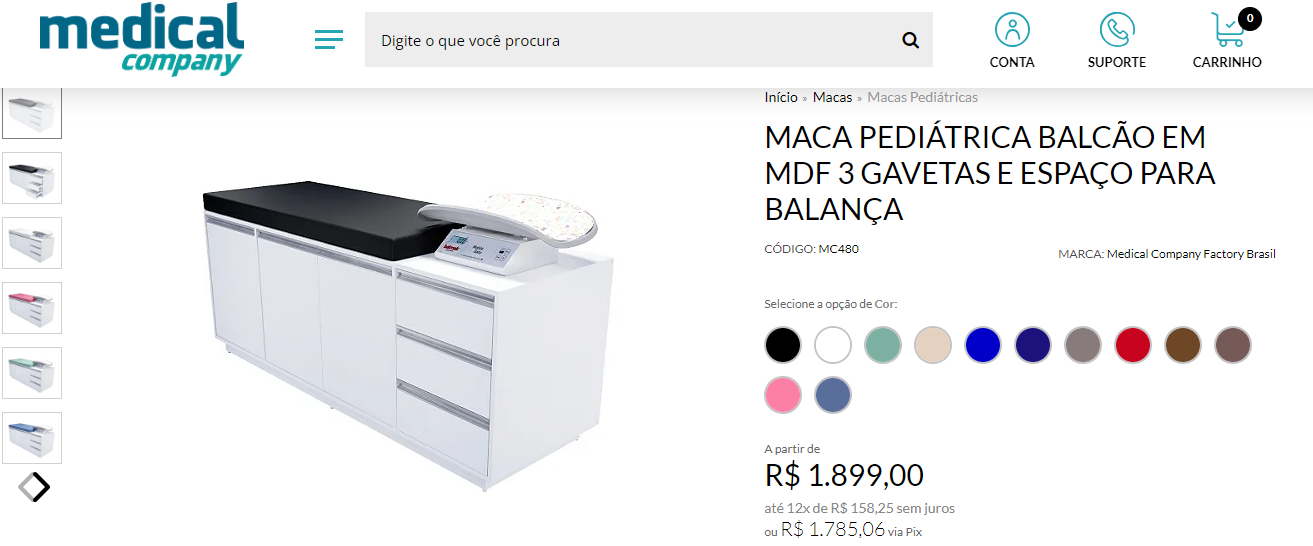 medical
company
Digite o que você procura
CONTA
SUPORTE
CARRINHO
0
Início » Macas » Macas Pediátricas
MACA PEDIÁTRICA BALCÃO EM
MDF 3 GAVETAS E ESPAÇO PARA
BALANÇA
CÓDIGO: MC480
MARCA: Medical Company Factory Brasil
Selecione a opção de Cor:
A partir de
R$ 1.899,00
até 12x de R$ 158,25 sem juros
ou R$ 1.785,06 via Pix